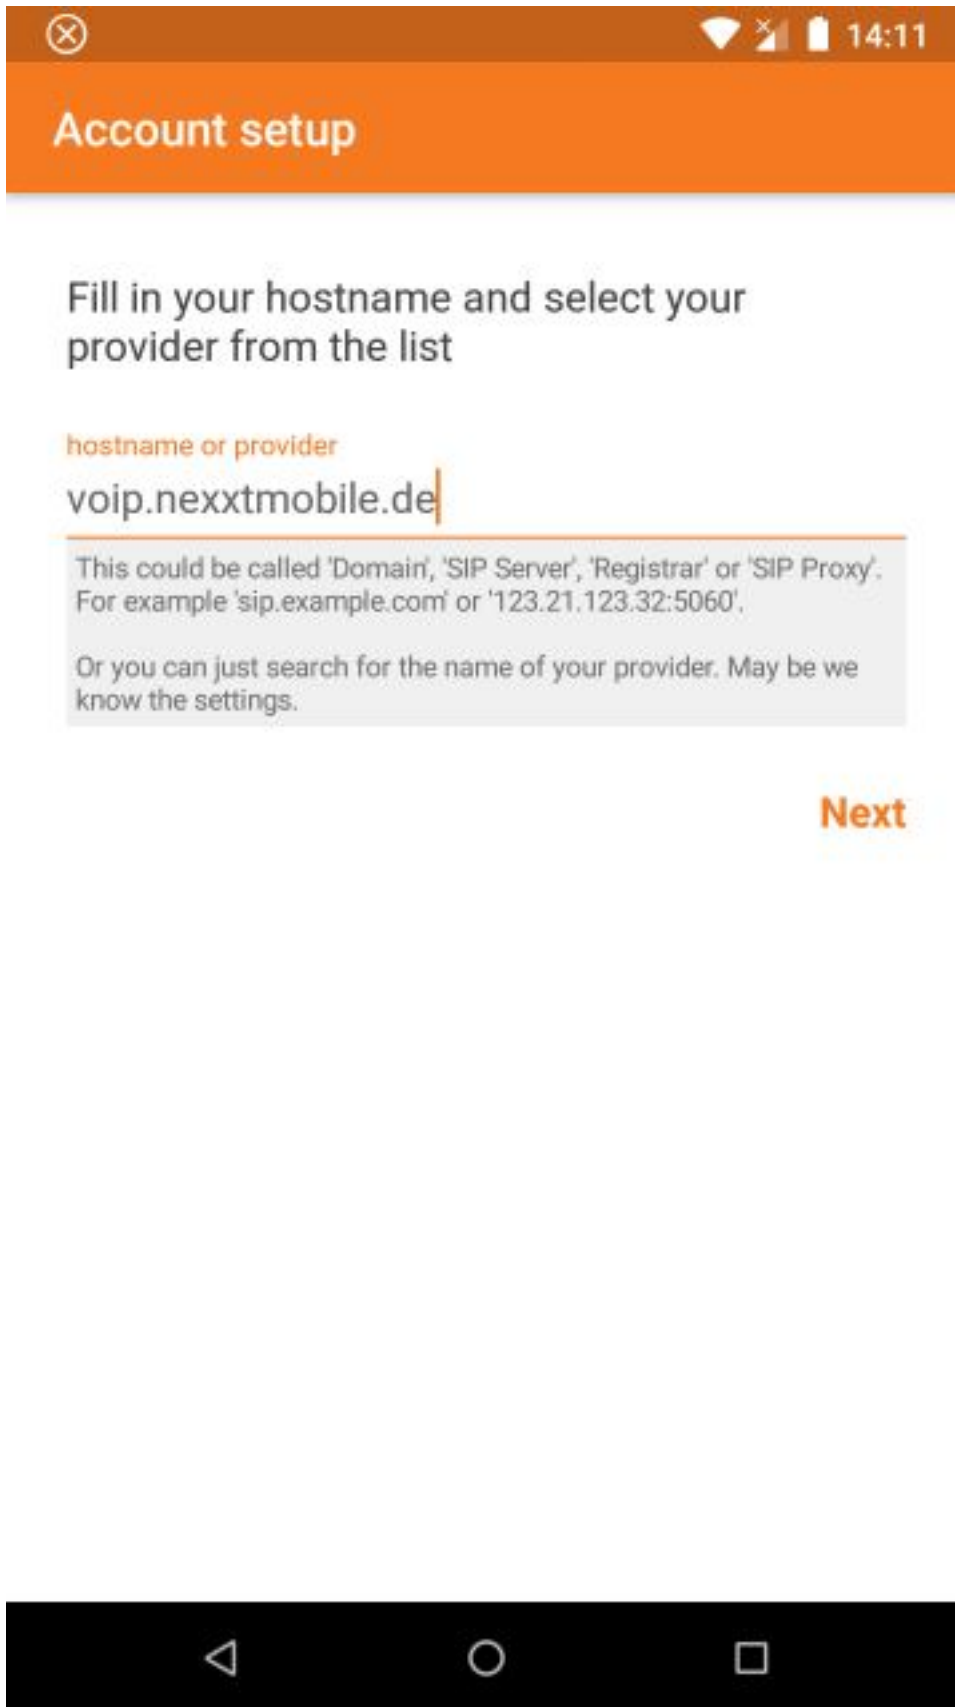 14:11
Account setup
Fill in your hostname and select your
provider from the list
hostname or provider
voip.nexxtmobile.de
This could be called 'Domain', 'SIP Server', 'Registrar' or 'SIP Proxy'.
For example 'sip.example.com' or '123.21.123.32:5060'.
Or you can just search for the name of your provider. May be we
know the settings.
Next